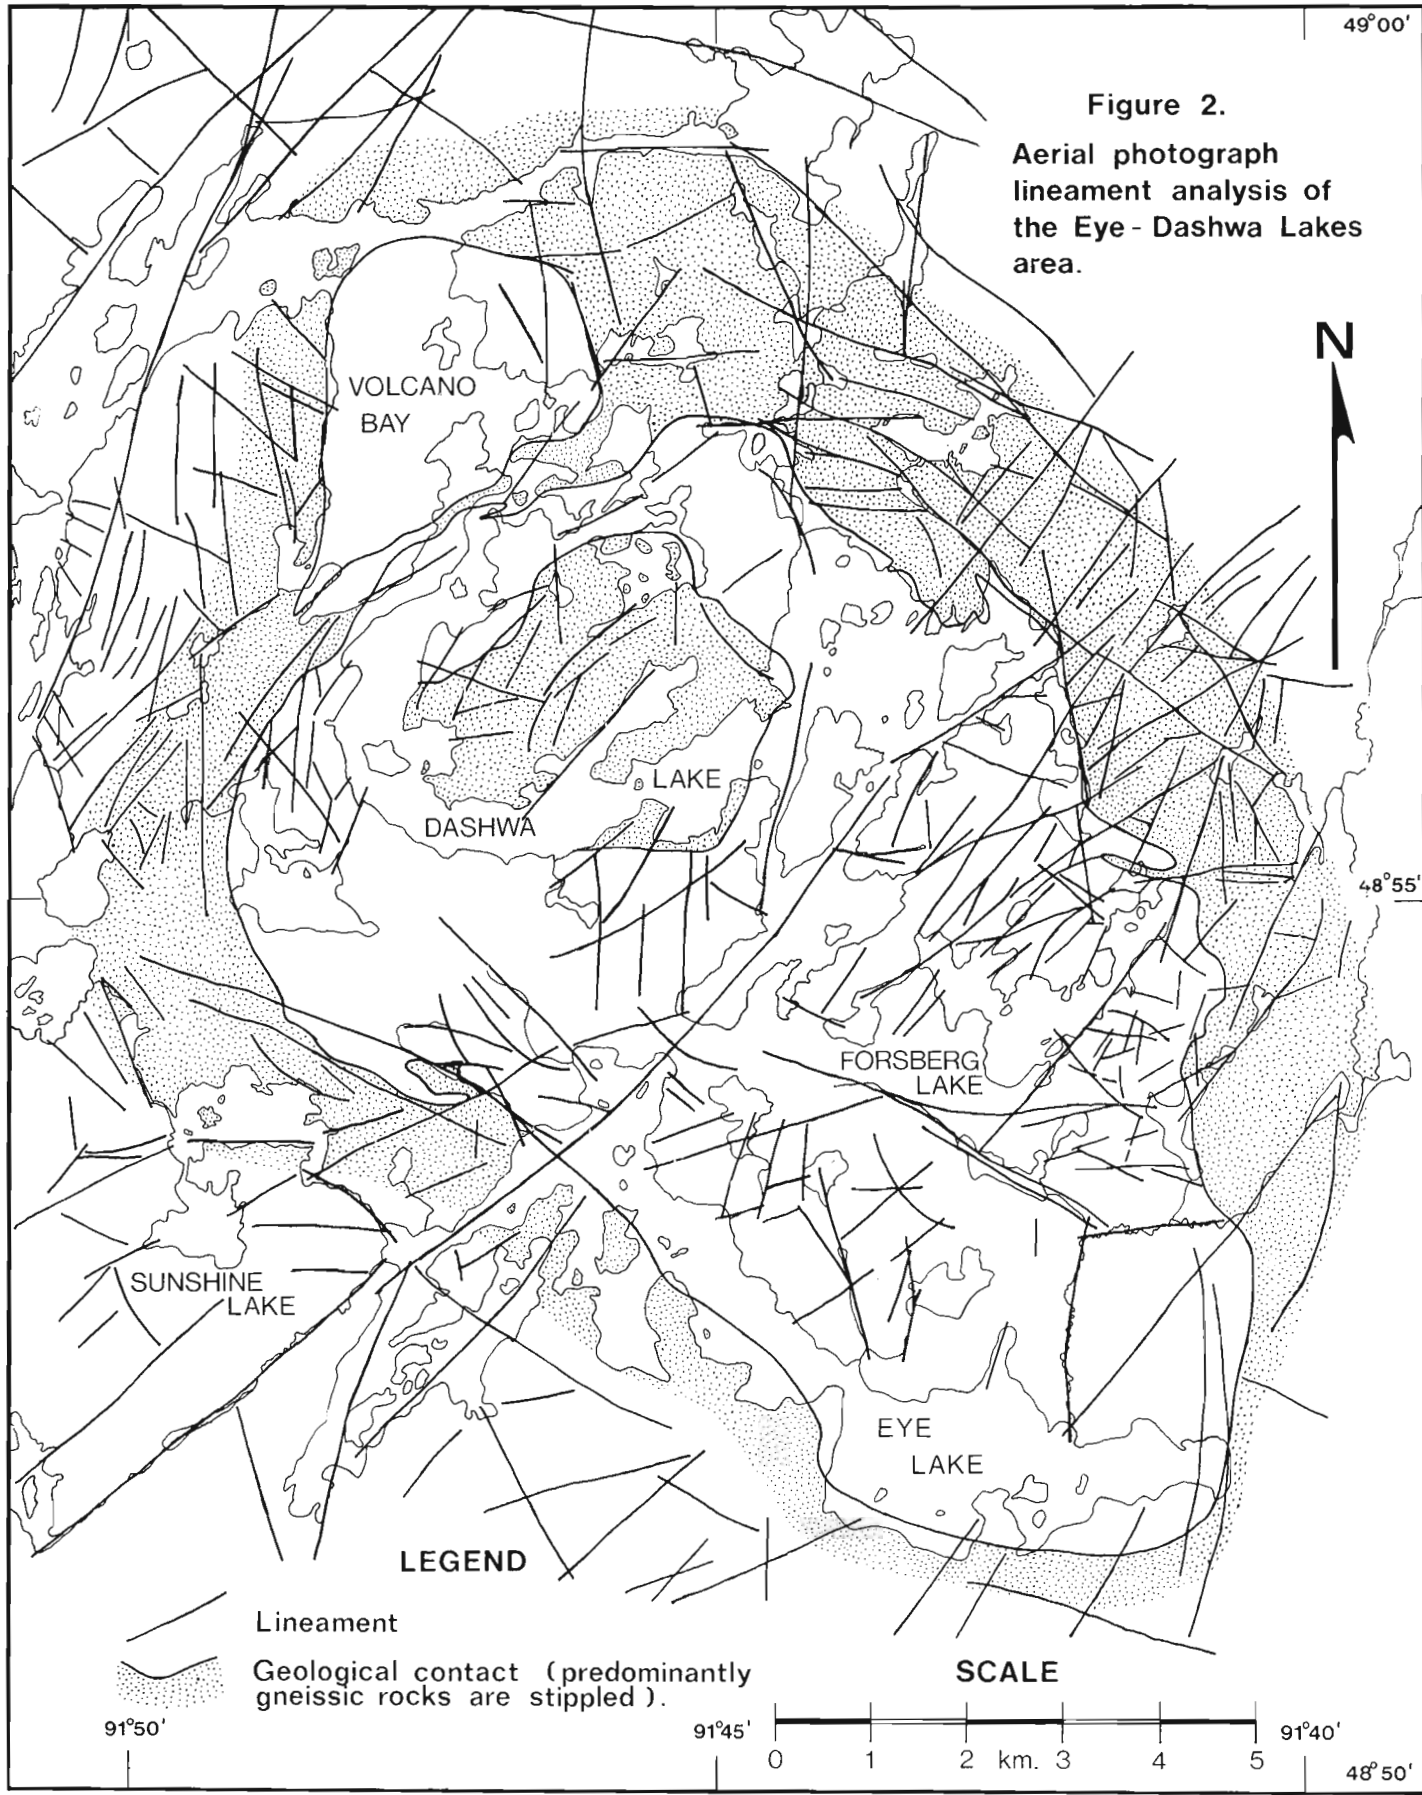 49°00'
Figure 2.
Aerial photograph
lineament analysis of
the Eye - Dashwa Lakes
area.
N
VOLCANO
BAY
LAKE
DASHWA
48°55'
FORSBERG
LAKE
SUNSHINE
LAKE
EYE
LAKE
LEGEND
Lineament
Geological contact (predominantly
gneissic rocks are stippled).
SCALE
91°50'
91°45'
91°40'
0 1 2 km. 3 4 5
48°50'